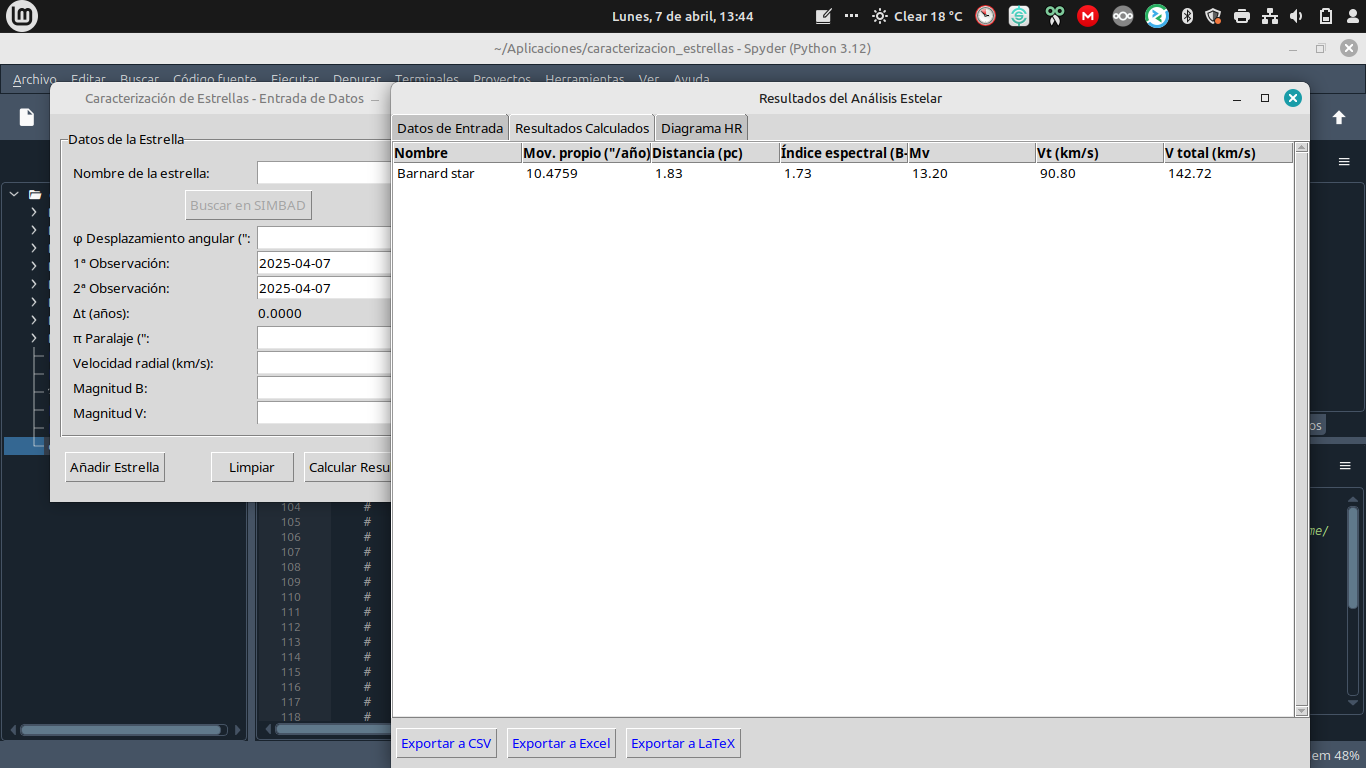 Lunes, 7 de abril, 13:44
Clear 18 °C
~/Aplicaciones/caracterizacion_estrellas - Spyder (Python 3.12)
Archivo Editar Buscar Código fuente Ejecutar Depurar Terminales Proyectos Herramientas Ver Ayuda
Caracterización de Estrellas - Entrada de Datos
Datos de la Estrella
Nombre de la estrella:
Buscar en SIMBAD
φ Desplazamiento angular (":
1ª Observación: 2025-04-07
2ª Observación: 2025-04-07
Δt (años): 0.0000
π Paralaje (":
Velocidad radial (km/s):
Magnitud B:
Magnitud V:
Añadir Estrella Limpiar Calcular Resu
Resultados del Análisis Estelar
Datos de Entrada Resultados Calculados Diagrama HR
Nombre Mov. propio ("/año) Distancia (pc) Índice espectral (B- Mv Vt (km/s) V total (km/s)
Barnard star 10.4759 1.83 1.73 13.20 90.80 142.72
Exportar a CSV Exportar a Excel Exportar a LaTeX
104 #
105 #
106 #
107 #
108 #
109 #
110 #
111 #
112 #
113 #
114 #
115 #
116 #
117 #
118 #
os
me/
em 48%